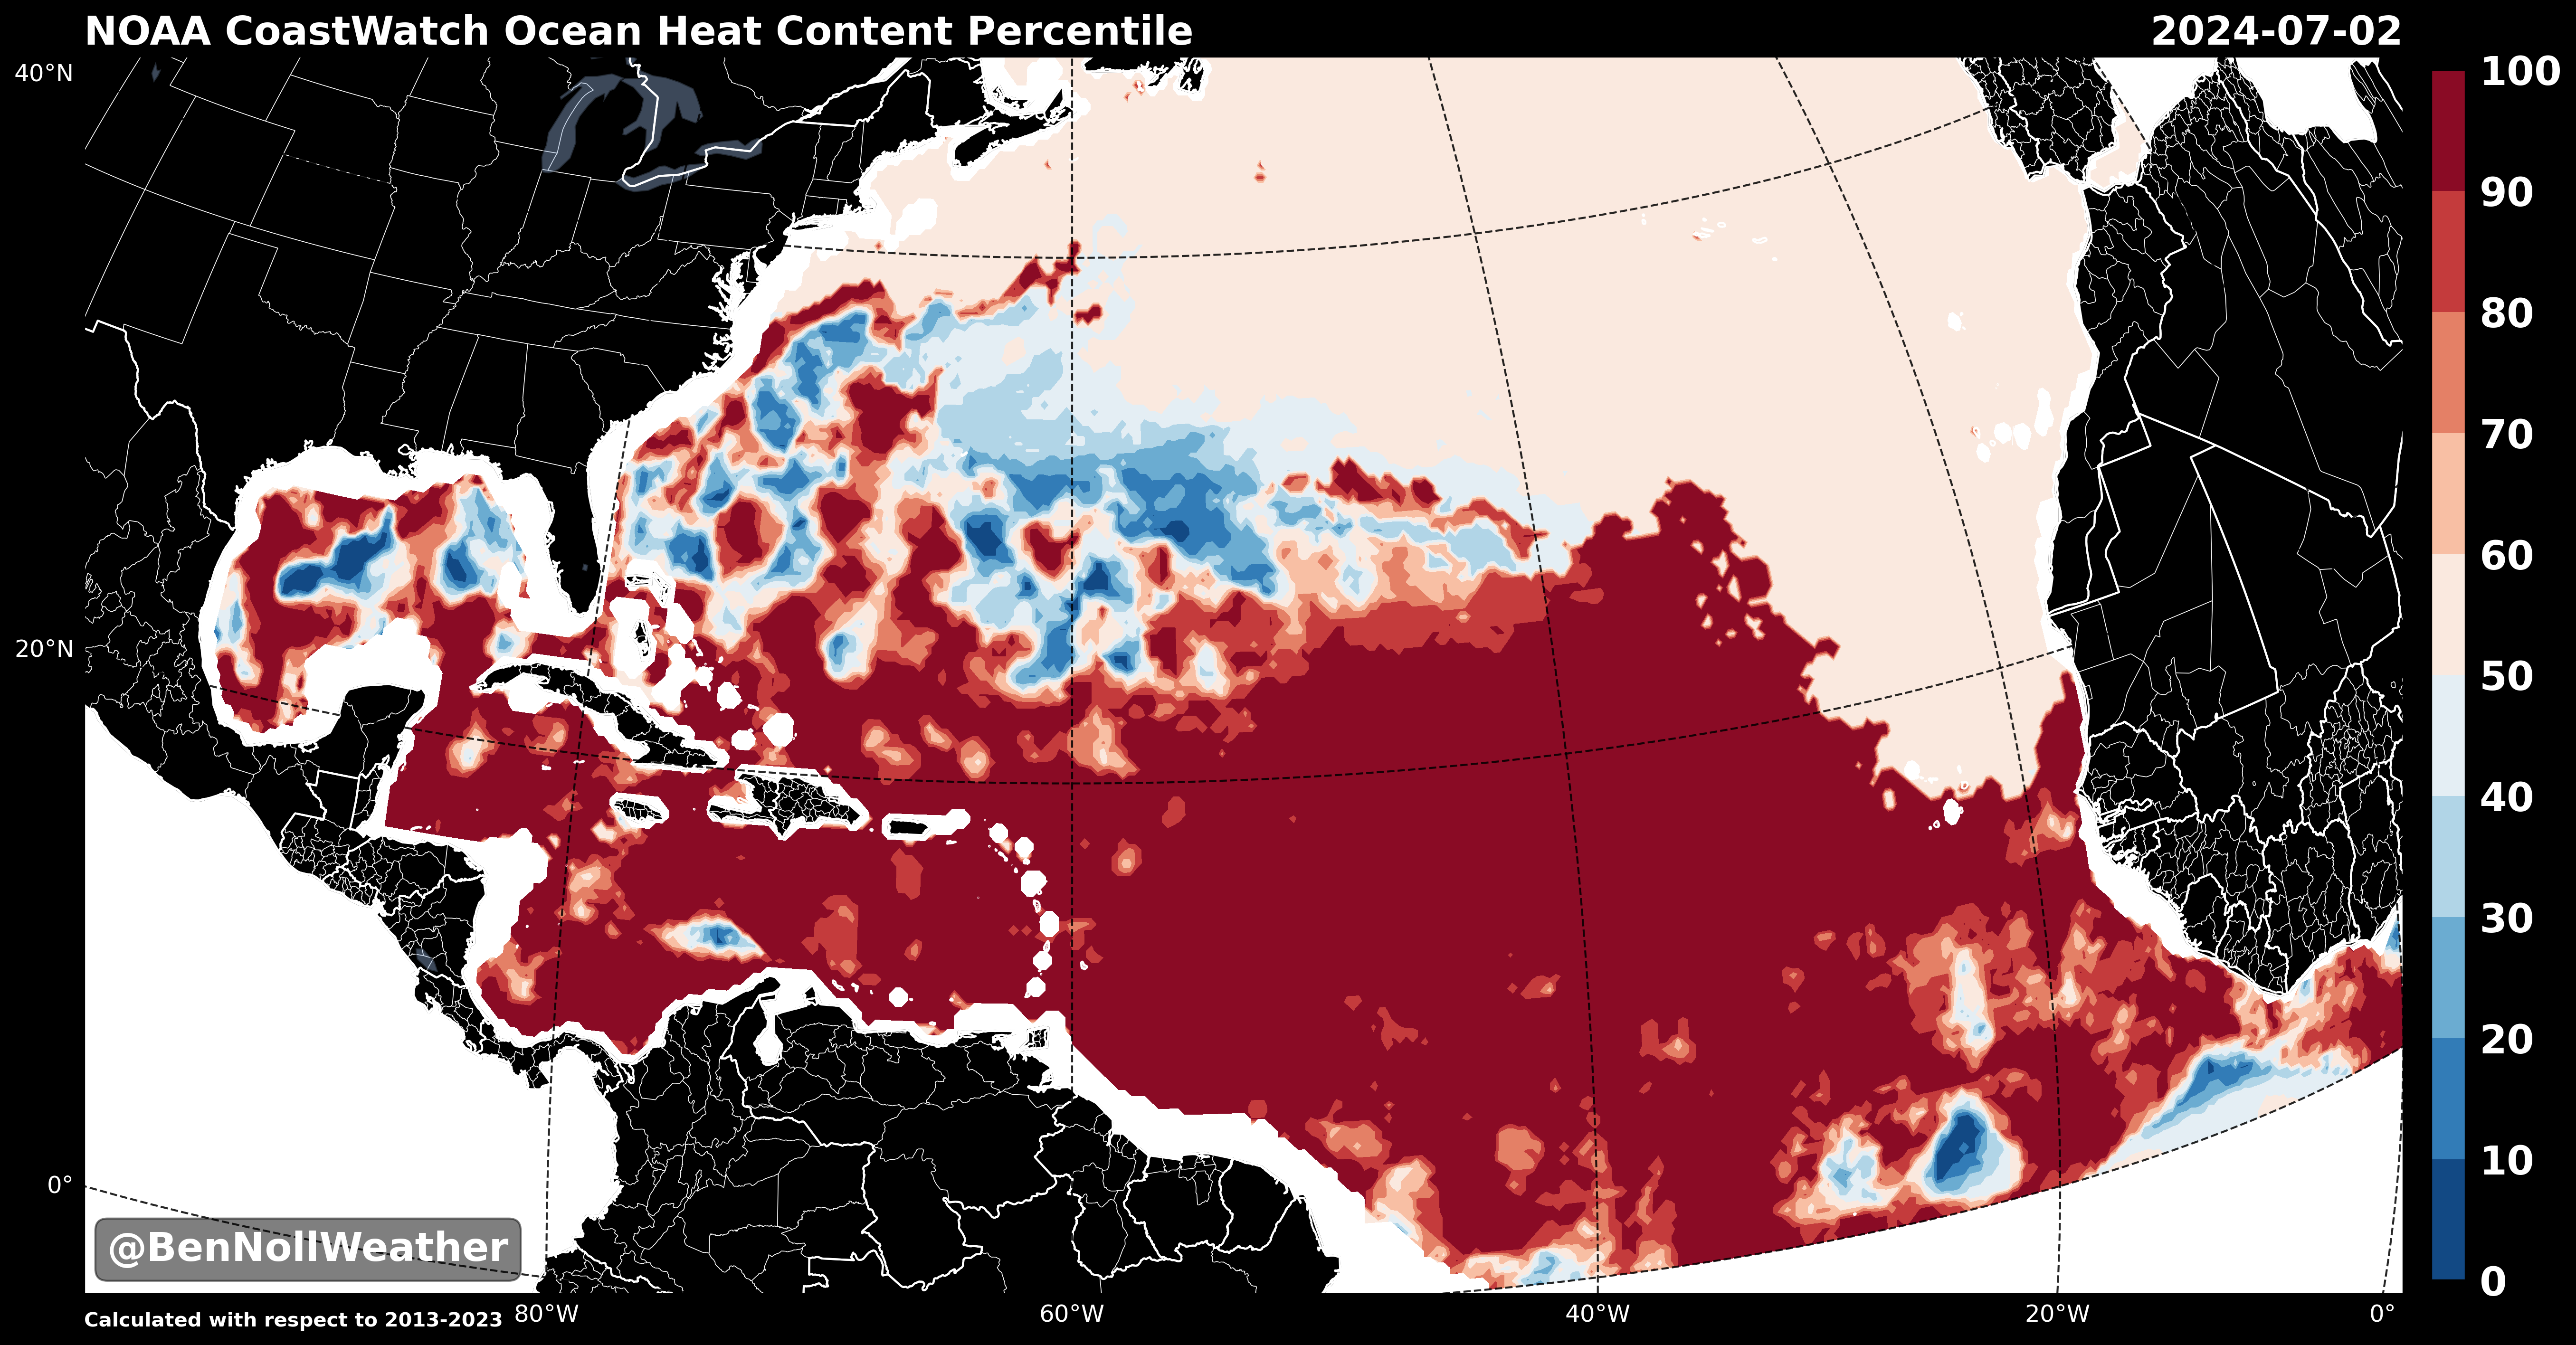 NOAA CoastWatch Ocean Heat Content Percentile 2024-07-02
40°N
20°N
0°
100
90
80
70
60
50
40
30
20
10
0
@BenNollWeather
Calculated with respect to 2013-2023
80°W 60°W 40°W 20°W 0°